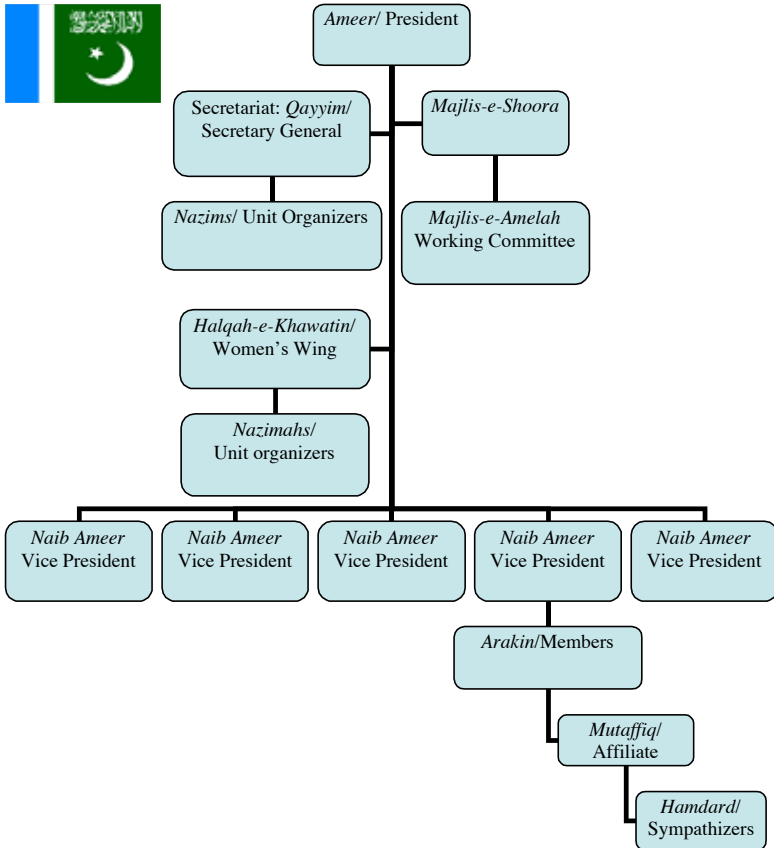 Ameer/ President
Secretariat: Qayyim/
Secretary General
Majlis-e-Shoora
Nazims/ Unit Organizers
Majlis-e-Amelah
Working Committee
Halqah-e-Khawatin/
Women’s Wing
Nazimahs/
Unit organizers
Naib Ameer
Vice President
Naib Ameer
Vice President
Naib Ameer
Vice President
Naib Ameer
Vice President
Naib Ameer
Vice President
Arakin/Members
Mutaffiq/
Affiliate
Hamdard/
Sympathizers